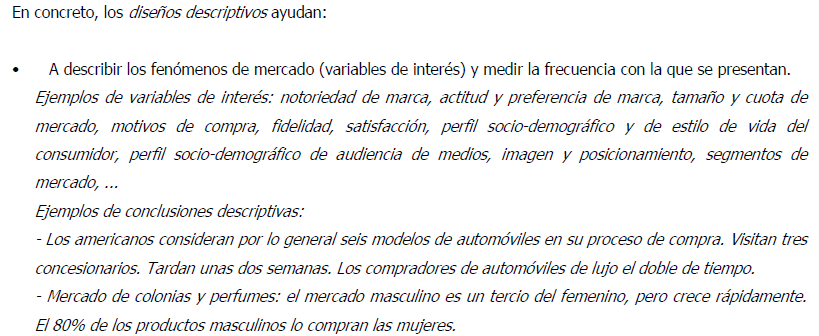 En concreto, los diseños descriptivos ayudan:
• A describir los fenómenos de mercado (variables de interés) y medir la frecuencia con la que se presentan.
Ejemplos de variables de interés: notoriedad de marca, actitud y preferencia de marca, tamaño y cuota de
mercado, motivos de compra, fidelidad, satisfacción, perfil socio-demográfico y de estilo de vida del
consumidor, perfil socio-demográfico de audiencia de medios, imagen y posicionamiento, segmentos de
mercado, ...
Ejemplos de conclusiones descriptivas:
- Los americanos consideran por lo general seis modelos de automóviles en su proceso de compra. Visitan tres
concesionarios. Tardan unas dos semanas. Los compradores de automóviles de lujo el doble de tiempo.
- Mercado de colonias y perfumes: el mercado masculino es un tercio del femenino, pero crece rápidamente.
El 80% de los productos masculinos lo compran las mujeres.